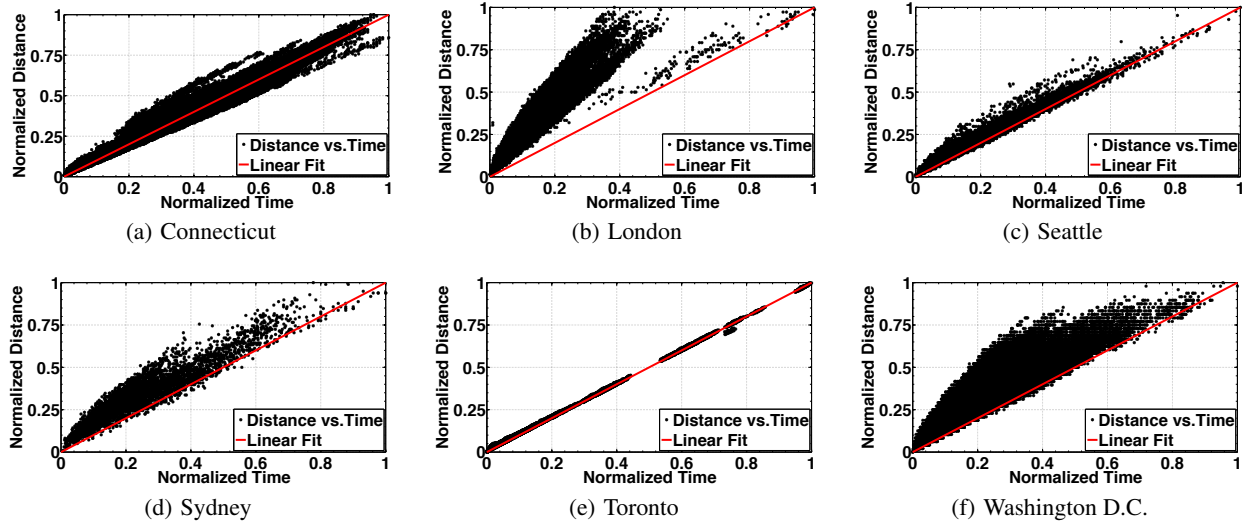 1
0.75
0.5
0.25
0
0
0.2
0.4
0.6
0.8
1
Normalized Distance
Normalized Time
Distance vs.Time
Linear Fit
(a) Connecticut
1
0.75
0.5
0.25
0
0
0.2
0.4
0.6
0.8
1
Normalized Distance
Normalized Time
Distance vs.Time
Linear Fit
(b) London
1
0.75
0.5
0.25
0
0
0.2
0.4
0.6
0.8
1
Normalized Distance
Normalized Time
Distance vs.Time
Linear Fit
(c) Seattle
1
0.75
0.5
0.25
0
0
0.2
0.4
0.6
0.8
1
Normalized Distance
Normalized Time
Distance vs.Time
Linear Fit
(d) Sydney
1
0.75
0.5
0.25
0
0
0.2
0.4
0.6
0.8
1
Normalized Distance
Normalized Time
Distance vs.Time
Linear Fit
(e) Toronto
1
0.75
0.5
0.25
0
0
0.2
0.4
0.6
0.8
1
Normalized Distance
Normalized Time
Distance vs.Time
Linear Fit
(f) Washington D.C.